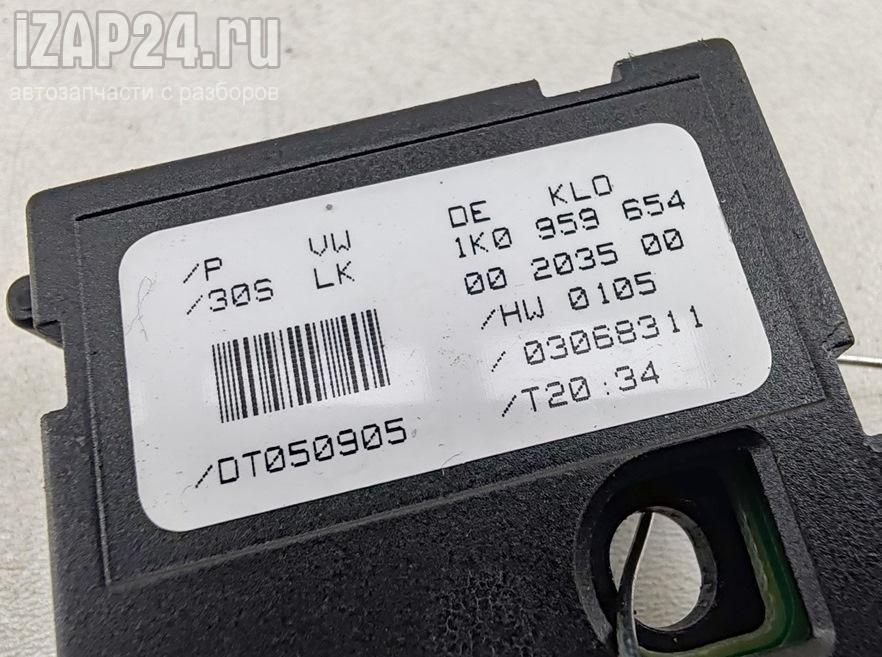 iZAP24.ru
автозапчасти с разборов
/P VW DE KLO
/30S LK 1K0 959 654
00 2035 00
/HW 0105
/03068311
/T20:34
/DT050905